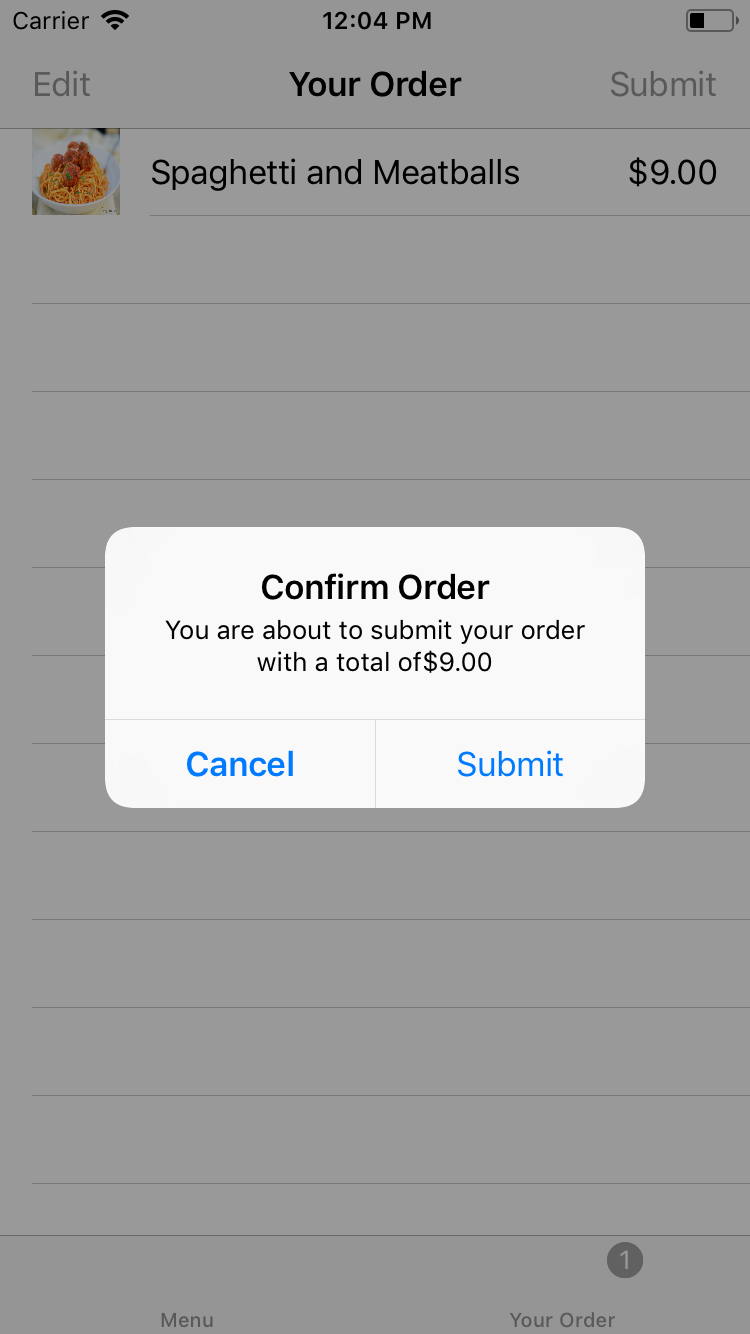 Carrier 12:04 PM
Edit Your Order Submit
Spaghetti and Meatballs $9.00
Confirm Order
You are about to submit your order
with a total of$9.00
Cancel Submit
1
Menu Your Order